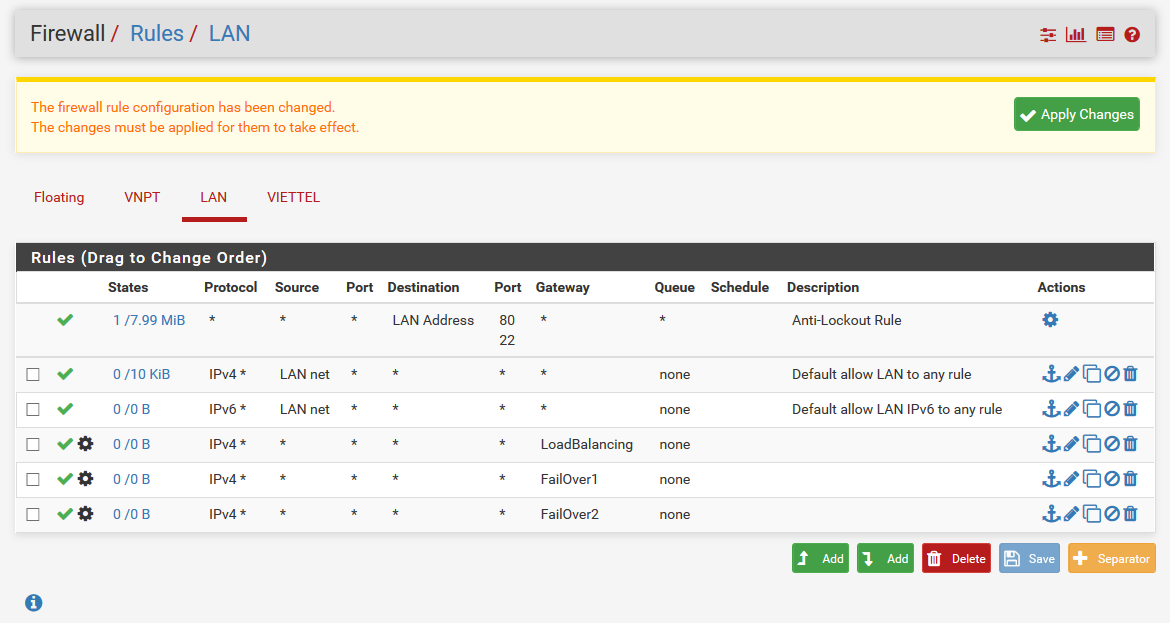 Firewall / Rules / LAN
The firewall rule configuration has been changed.
The changes must be applied for them to take effect.
Apply Changes
Floating VNPT LAN VIETTEL
Rules (Drag to Change Order)
States Protocol Source Port Destination Port Gateway Queue Schedule Description Actions
1 /7.99 MiB * * * LAN Address 80 * * Anti-Lockout Rule
22
0 /10 KiB IPv4 * LAN net * * * * none Default allow LAN to any rule
0 /0 B IPv6 * LAN net * * * * none Default allow LAN IPv6 to any rule
0 /0 B IPv4 * * * * * LoadBalancing none
0 /0 B IPv4 * * * * * FailOver1 none
0 /0 B IPv4 * * * * * FailOver2 none
Add Add Delete Save Separator